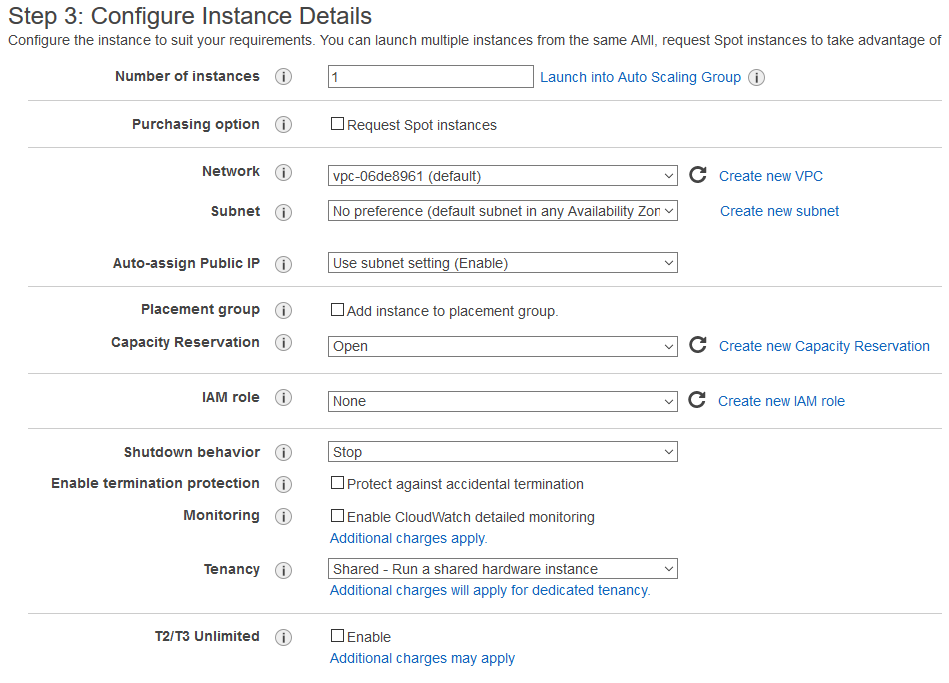 Step 3: Configure Instance Details
Configure the instance to suit your requirements. You can launch multiple instances from the same AMI, request Spot instances to take advantage of
Number of instances i 1 Launch into Auto Scaling Group i
Purchasing option i Request Spot instances
Network i vpc-06de8961 (default) Create new VPC
Subnet i No preference (default subnet in any Availability Zon Create new subnet
Auto-assign Public IP i Use subnet setting (Enable)
Placement group i Add instance to placement group.
Capacity Reservation i Open Create new Capacity Reservation
IAM role i None Create new IAM role
Shutdown behavior i Stop
Enable termination protection i Protect against accidental termination
Monitoring i Enable CloudWatch detailed monitoring
Additional charges apply.
Tenancy i Shared - Run a shared hardware instance
Additional charges will apply for dedicated tenancy.
T2/T3 Unlimited i Enable
Additional charges may apply